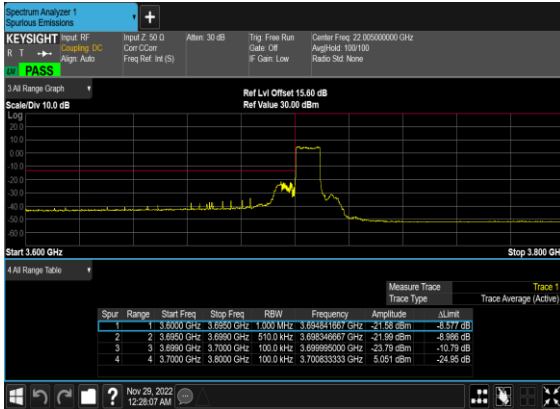 Spectrum Analyzer 1
Spurious Emissions
+
KEYSIGHT Input: RF Input Z: 50 Ω Atten: 30 dB Trig: Free Run Center Freq: 22.005000000 GHz
R T Coupling: DC Corr CCorr Gate: Off Avg|Hold: 100/100
Align: Auto Freq Ref: Int (S) IF Gain: Low Radio Std: None
PASS
3 All Range Graph
Ref Lvl Offset 15.60 dB
Scale/Div 10.0 dB Ref Value 30.00 dBm
Log
20.0
10.0
0.00
-10.0
-20.0
-30.0
-40.0
-50.0
-60.0
Start 3.600 GHz Stop 3.800 GH
4 All Range Table
Measure Trace Trace 1
Trace Type Trace Average (Active)
Spur Range Start Freq Stop Freq RBW Frequency Amplitude ΔLimit
1 1 3.6000 GHz 3.6950 GHz 1.000 MHz 3.694841667 GHz -21.58 dBm -8.577 dB
2 2 3.6950 GHz 3.6990 GHz 510.0 kHz 3.698346667 GHz -21.99 dBm -8.986 dB
3 3 3.6990 GHz 3.7000 GHz 100.0 kHz 3.699995000 GHz -23.79 dBm -10.79 dB
4 4 3.7000 GHz 3.8000 GHz 100.0 kHz 3.700833333 GHz 5.051 dBm -24.95 dB
? Nov 29, 2022
12:28:07 AM